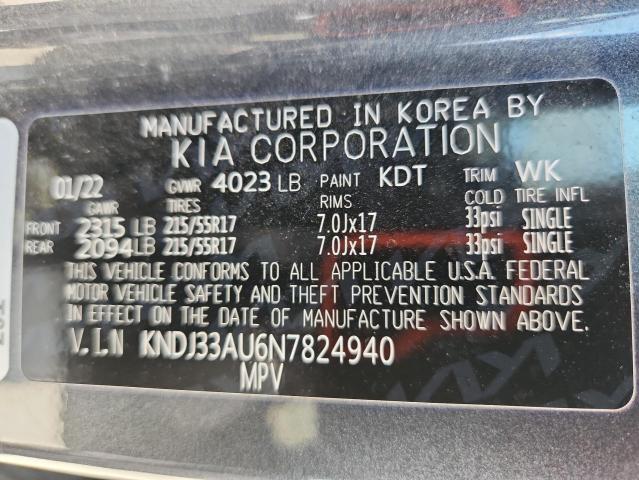 MANUFACTURED IN KOREA BY
KIA CORPORATION
01/22 GVWR 4023 LB PAINT KDT TRIM WK
GAWR TIRES RIMS COLD TIRE INFL
FRONT 2315 LB 215/55R17 7.0Jx17 33psi SINGLE
REAR 2094 LB 215/55R17 7.0Jx17 33psi SINGLE
THIS VEHICLE CONFORMS TO ALL APPLICABLE U.S.A. FEDERAL
MOTOR VEHICLE SAFETY AND THEFT PREVENTION STANDARDS
IN EFFECT ON THE DATE OF MANUFACTURE SHOWN ABOVE.
V.I.N KNDJ33AU6N7824940
MPV